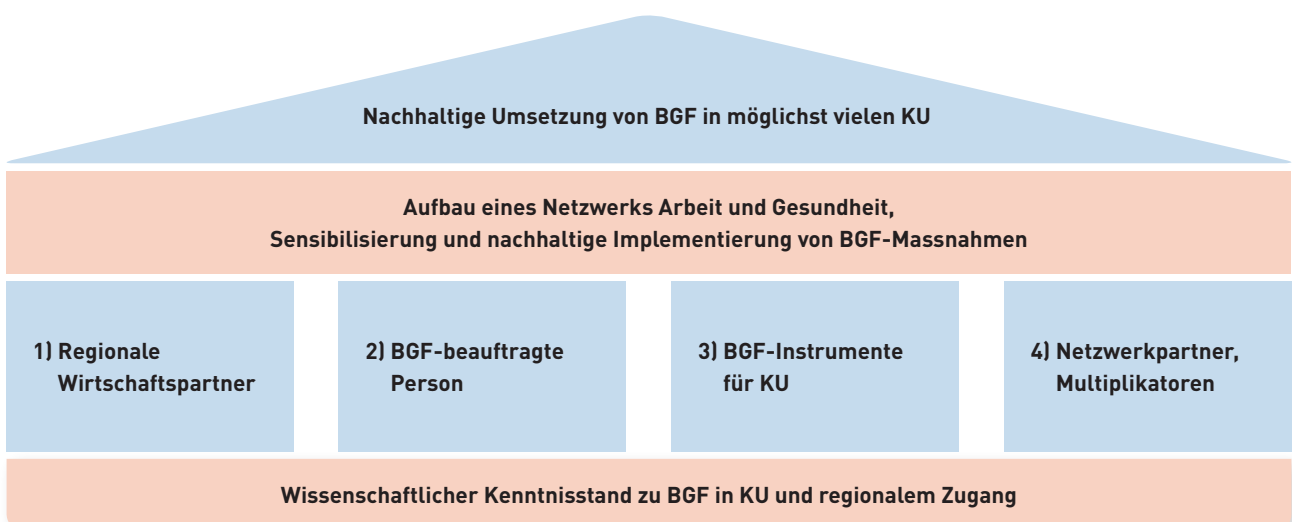 Nachhaltige Umsetzung von BGF in möglichst vielen KU
Aufbau eines Netzwerks Arbeit und Gesundheit,
Sensibilisierung und nachhaltige Implementierung von BGF-Massnahmen
1) Regionale
Wirtschaftspartner
2) BGF-beauftragte
Person
3) BGF-Instrumente
für KU
4) Netzwerkpartner,
Multiplikatoren
Wissenschaftlicher Kenntnisstand zu BGF in KU und regionalem Zugang